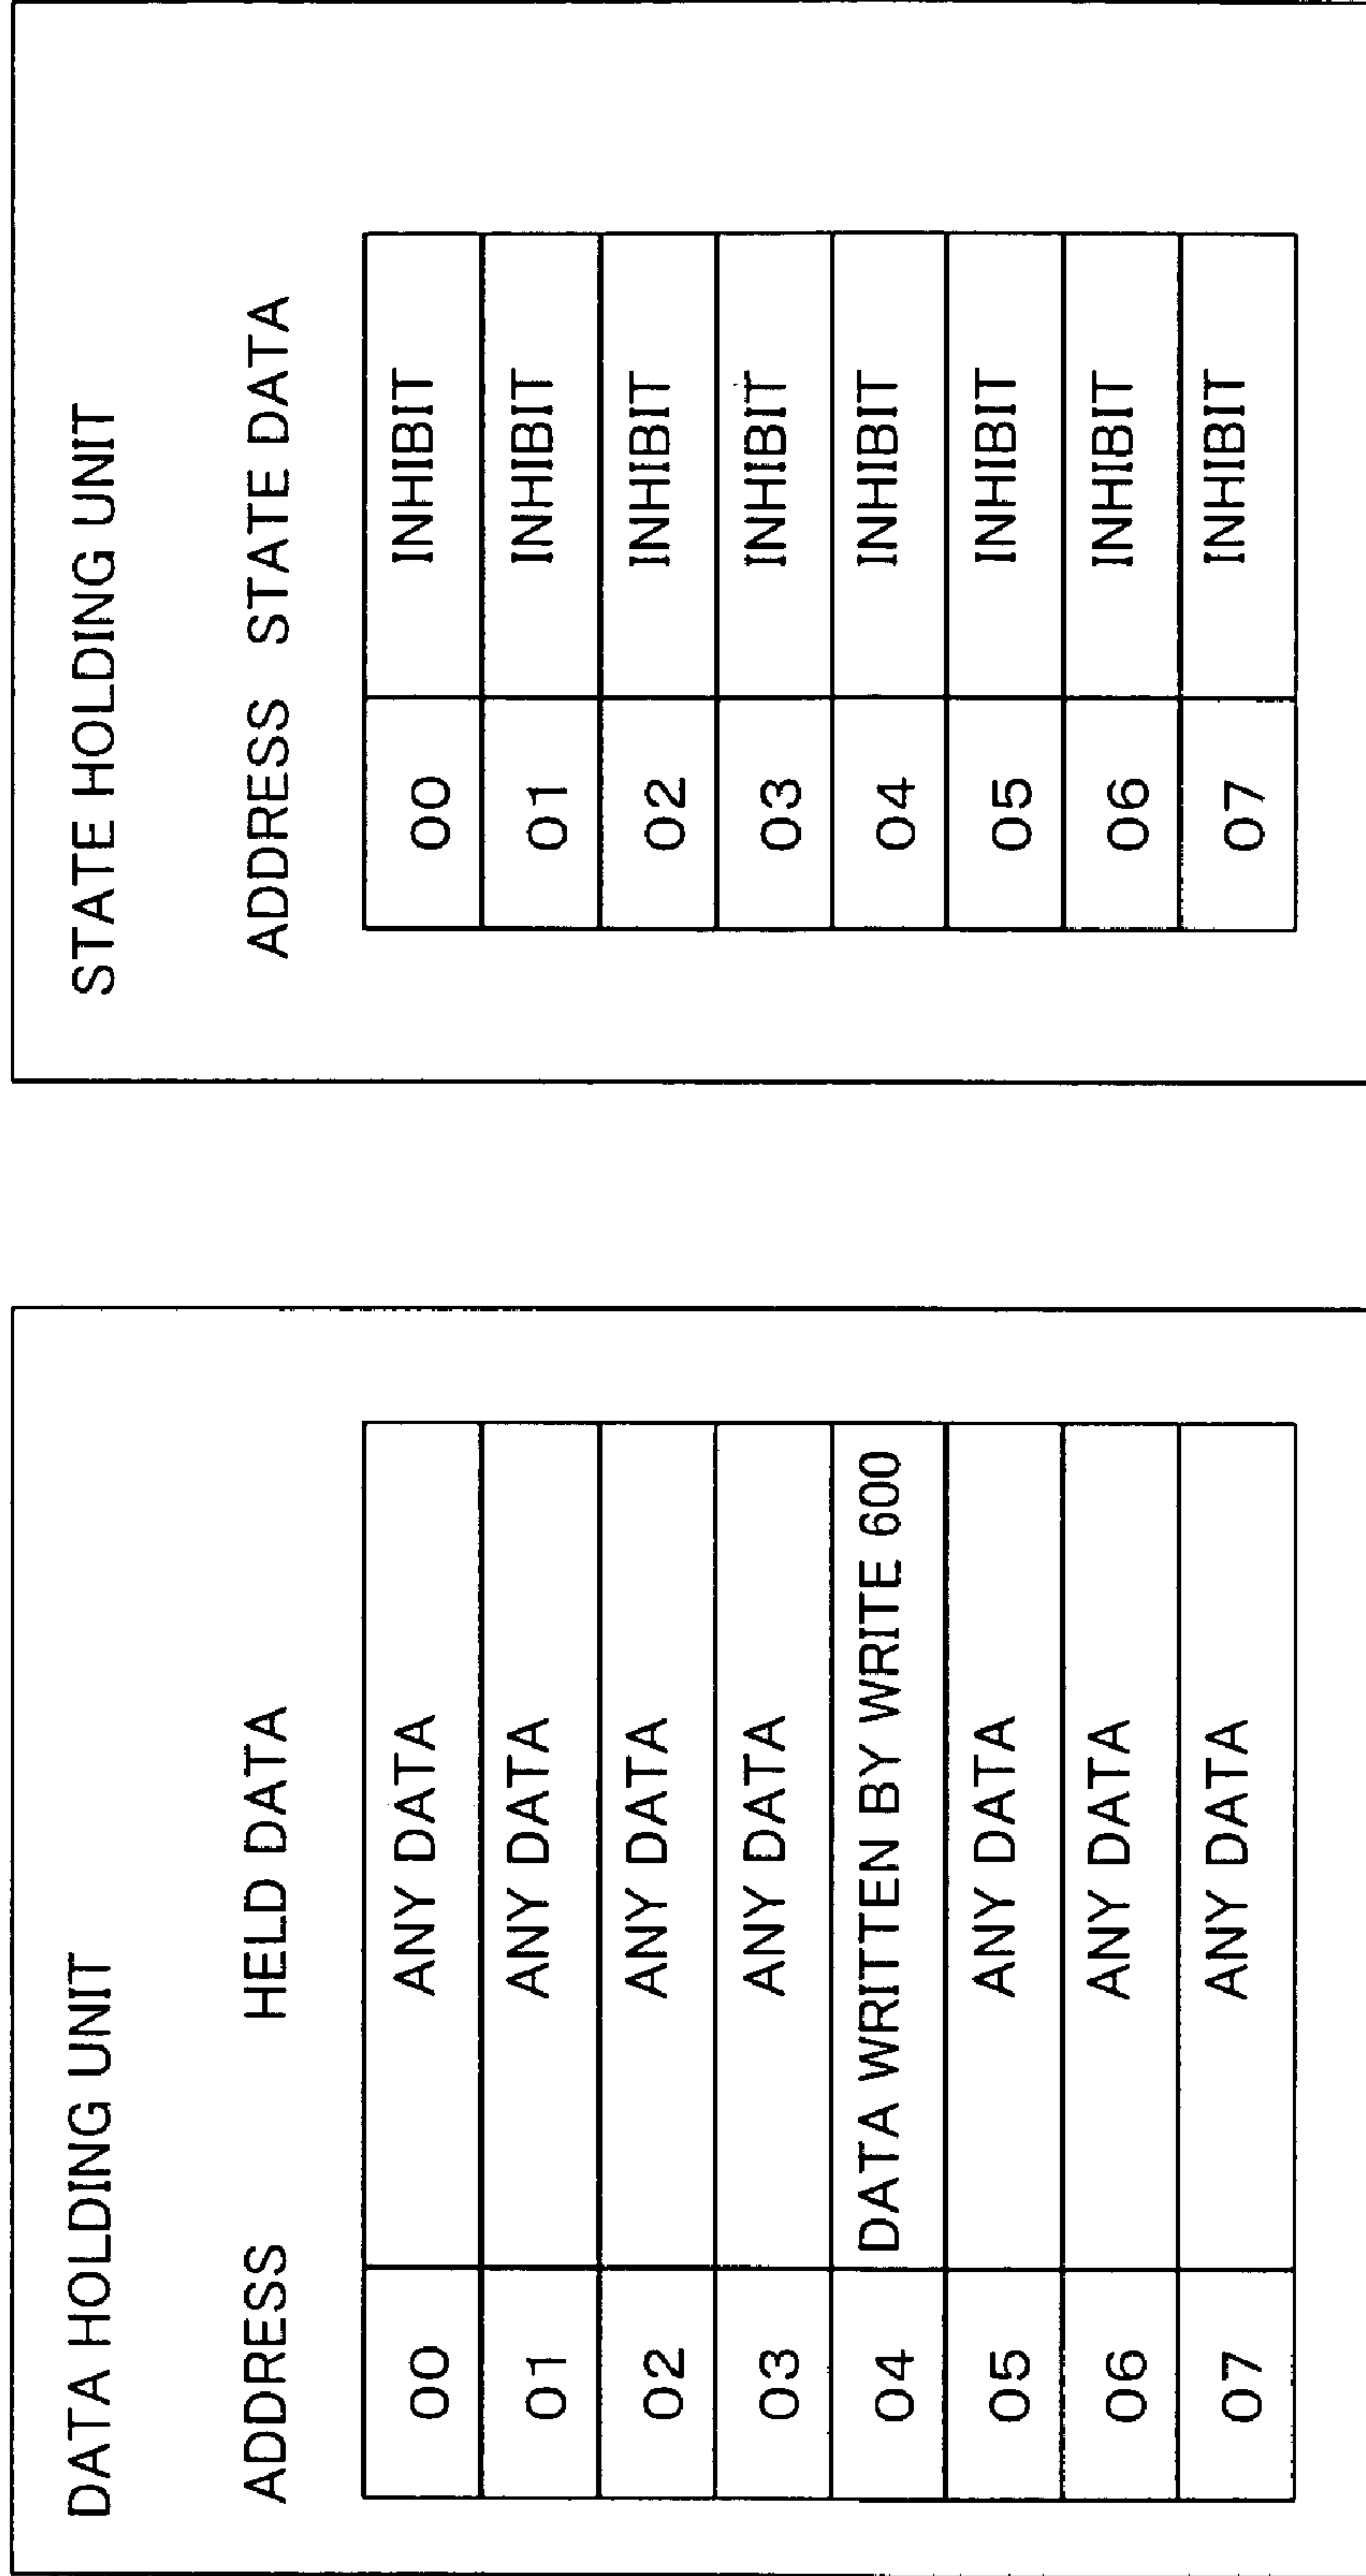 DATA HOLDING UNIT
ADDRESS HELD DATA
00 ANY DATA
01 ANY DATA
02 ANY DATA
03 ANY DATA
04 DATA WRITTEN BY WRITE 600
05 ANY DATA
06 ANY DATA
07 ANY DATA
STATE HOLDING UNIT
ADDRESS STATE DATA
00 INHIBIT
01 INHIBIT
02 INHIBIT
03 INHIBIT
04 INHIBIT
05 INHIBIT
06 INHIBIT
07 INHIBIT